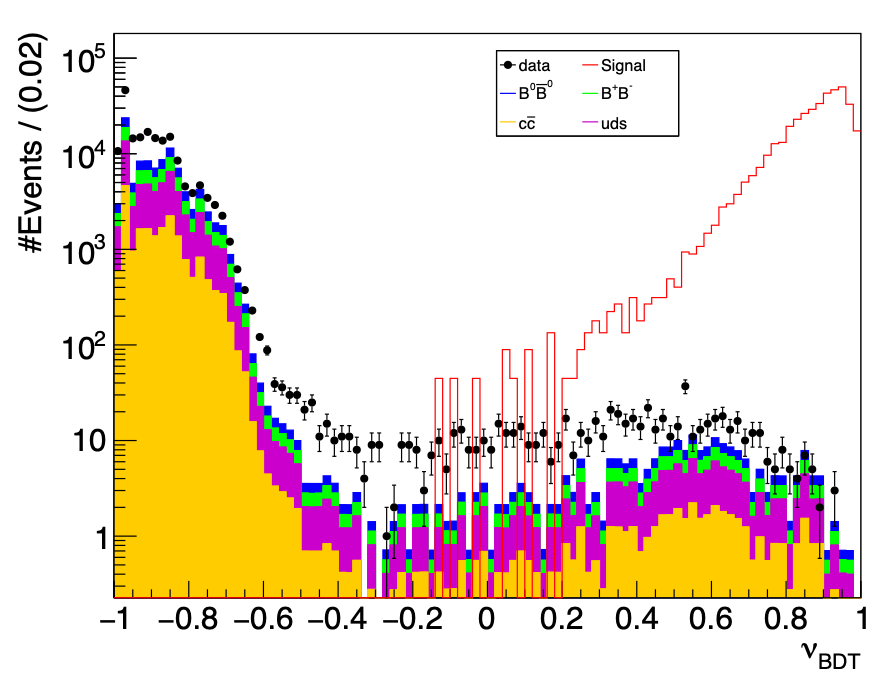 #Events / (0.02)
10⁵
10⁴
10³
10²
10
1
data
Signal
B⁰B̅⁰
B⁺B⁻
cc̅
uds
−1 −0.8 −0.6 −0.4 −0.2 0 0.2 0.4 0.6 0.8 1
ν_BDT